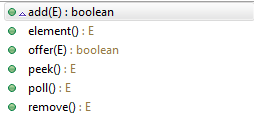 add(E) : boolean
element() : E
offer(E) : boolean
peek() : E
poll() : E
remove() : E